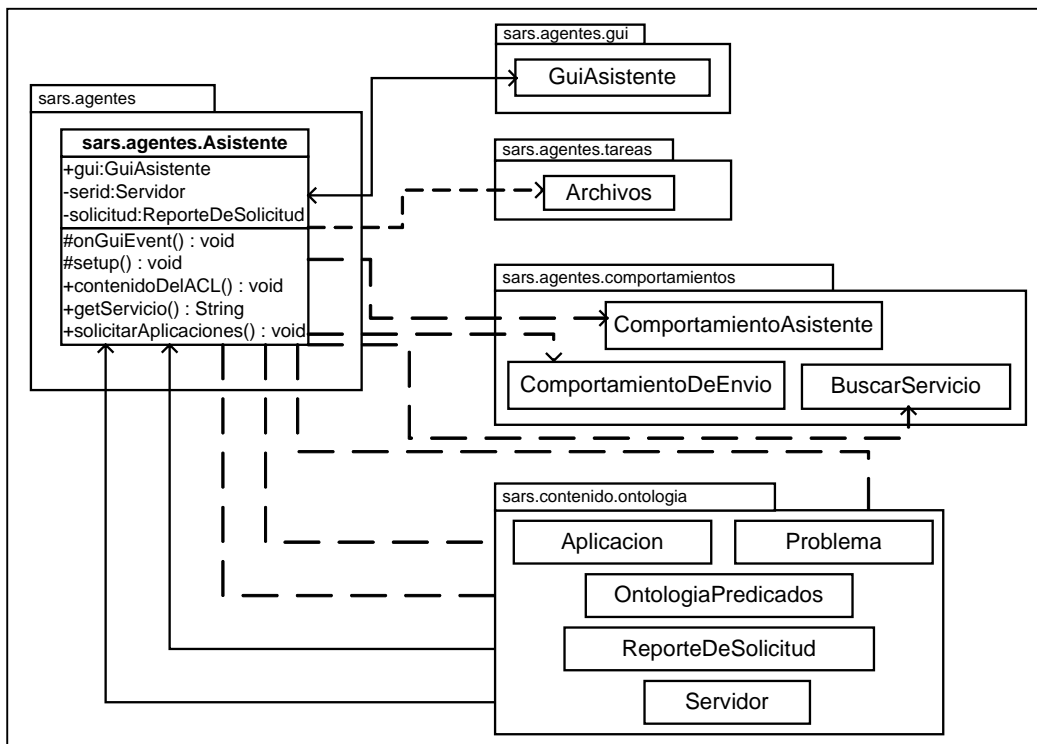 sars.agentes.gui
GuiAsistente
sars.agentes
sars.agentes.Asistente
+gui:GuiAsistente
-serid:Servidor
-solicitud:ReporteDeSolicitud
#onGuiEvent() : void
#setup() : void
+contenidoDelACL() : void
+getServicio() : String
+solicitarAplicaciones() : void
sars.agentes.tareas
Archivos
sars.agentes.comportamientos
ComportamientoAsistente
ComportamientoDeEnvio
BuscarServicio
sars.contenido.ontologia
Aplicacion
Problema
OntologiaPredicados
ReporteDeSolicitud
Servidor